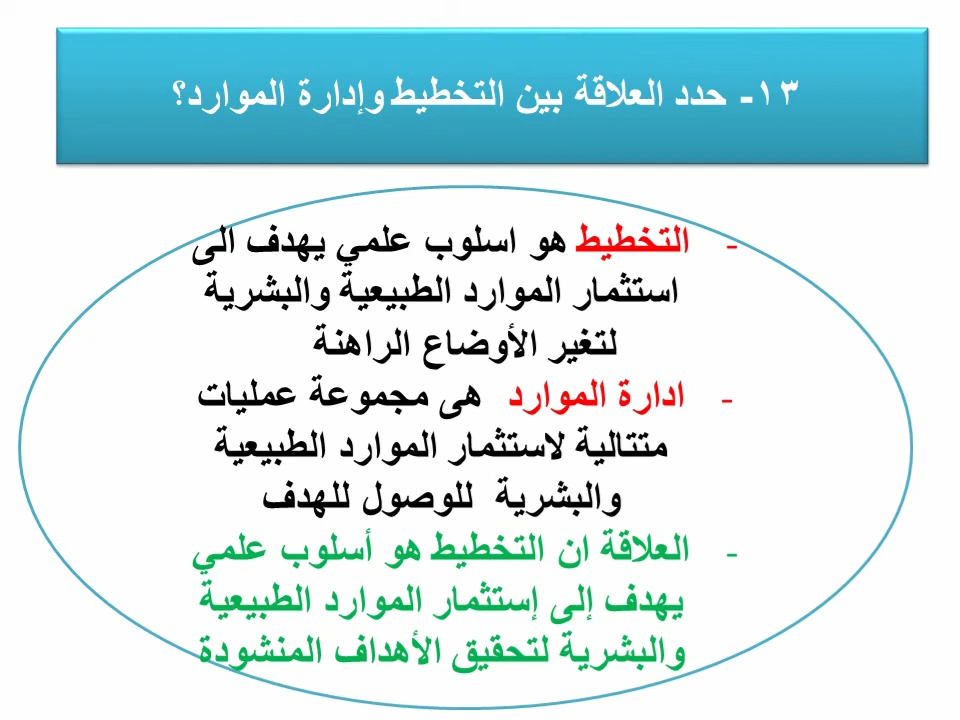 ١٣- حدد العلاقة بين التخطيط وإدارة الموارد؟
- التخطيط هو اسلوب علمي يهدف الى
استثمار الموارد الطبيعية والبشرية
لتغير الأوضاع الراهنة
- ادارة الموارد هى مجموعة عمليات
متتالية لاستثمار الموارد الطبيعية
والبشرية للوصول للهدف
- العلاقة ان التخطيط هو أسلوب علمي
يهدف إلى إستثمار الموارد الطبيعية
والبشرية لتحقيق الأهداف المنشودة